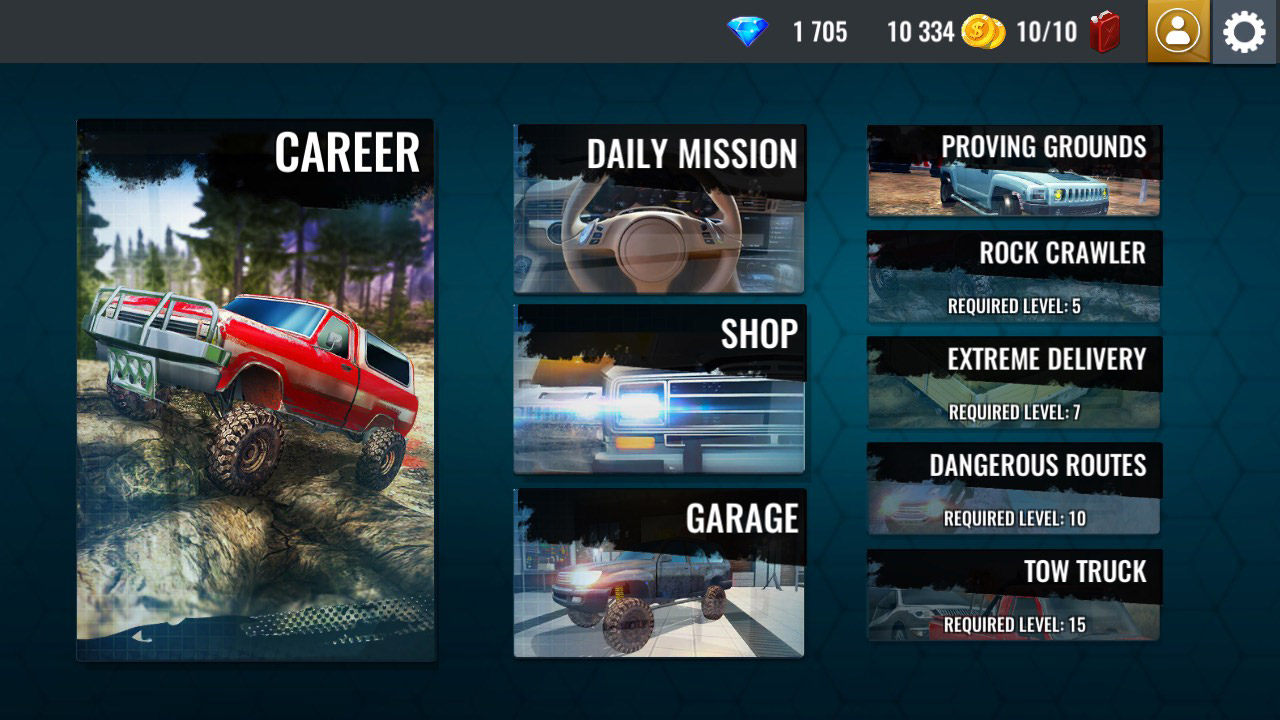 1 705 10 334 10/10
CAREER
DAILY MISSION
SHOP
GARAGE
PROVING GROUNDS
ROCK CRAWLER
REQUIRED LEVEL: 5
EXTREME DELIVERY
REQUIRED LEVEL: 7
DANGEROUS ROUTES
REQUIRED LEVEL: 10
TOW TRUCK
REQUIRED LEVEL: 15